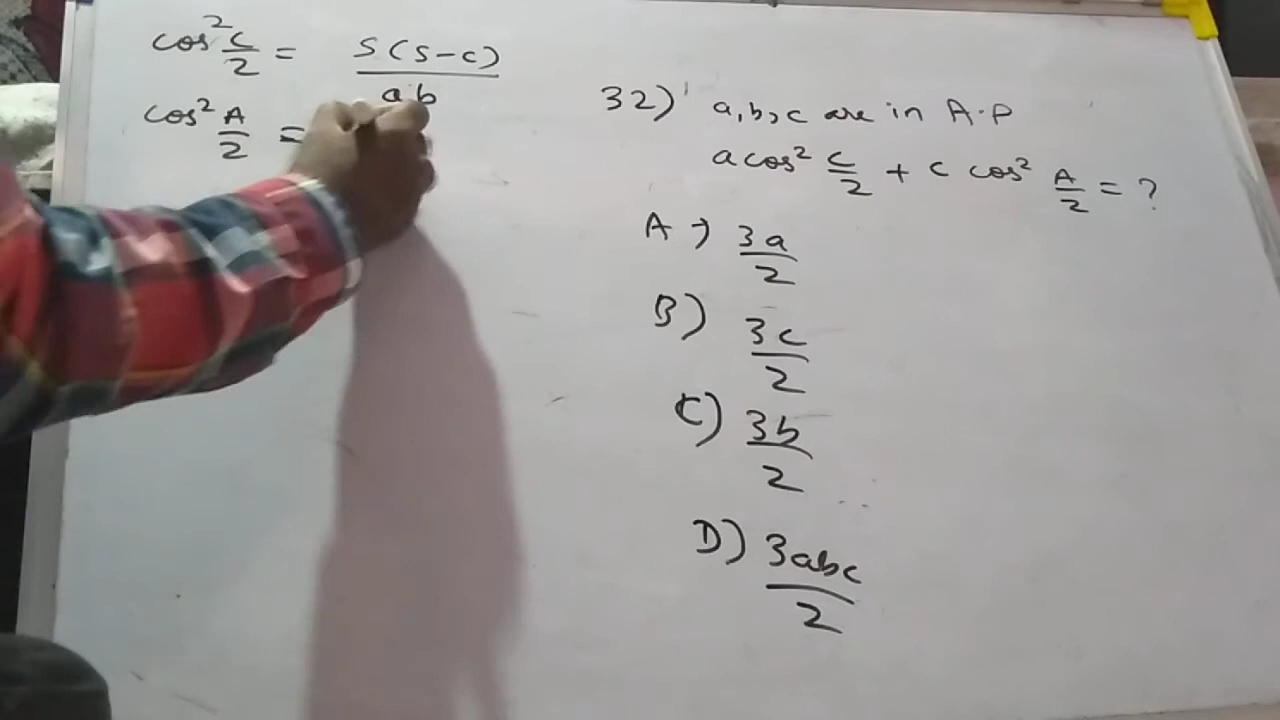 cos² C/2 = S(S-C)/ab
cos² A/2 =
32) a,b,c are in A.P
a cos² C/2 + c cos² A/2 = ?
A) 3a/2
B) 3c/2
C) 3b/2
D) 3abc/2